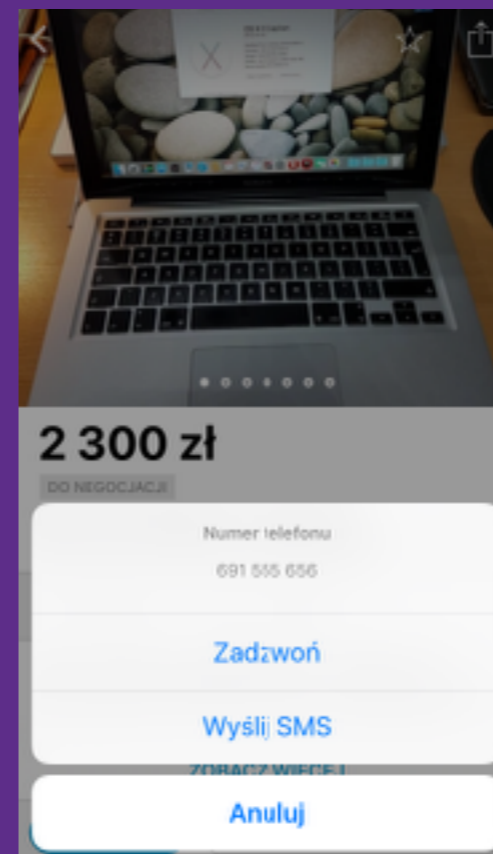 2 300 zł
DO NEGOCJACJI
Numer telefonu
691 555 656
Zadzwoń
Wyślij SMS
ZOBACZ WIĘCEJ
Anuluj